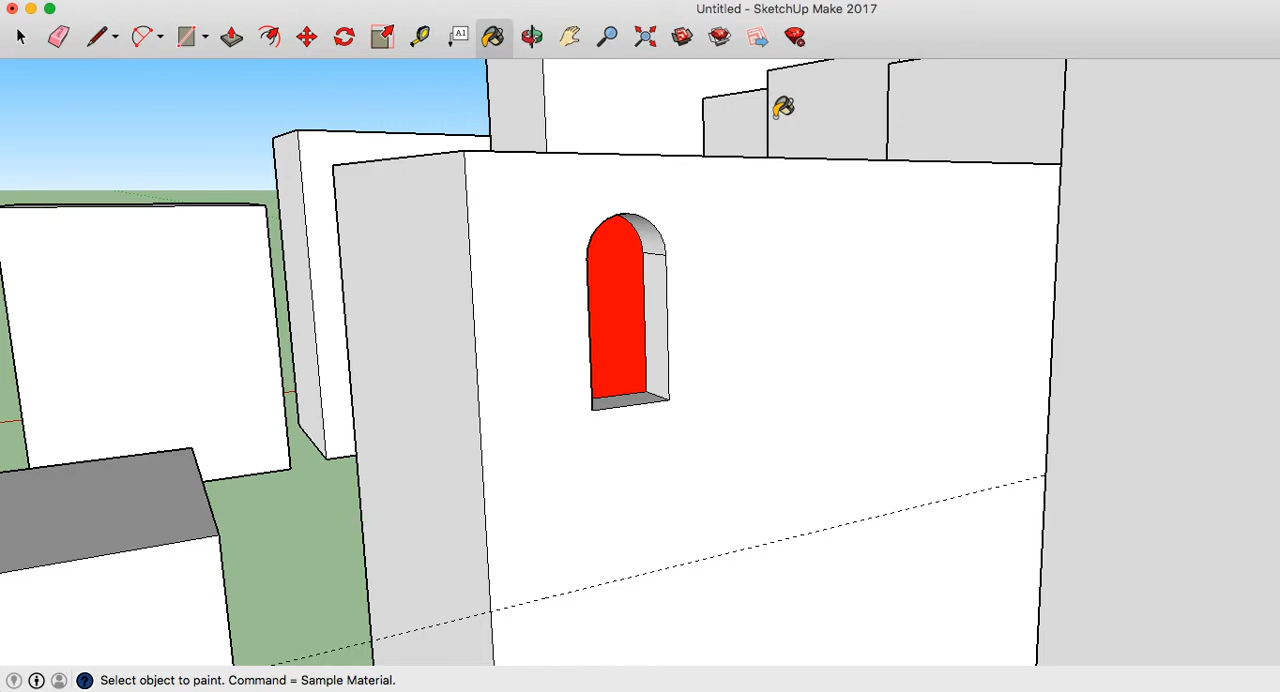 Untitled - SketchUp Make 2017
A1
Select object to paint. Command = Sample Material.